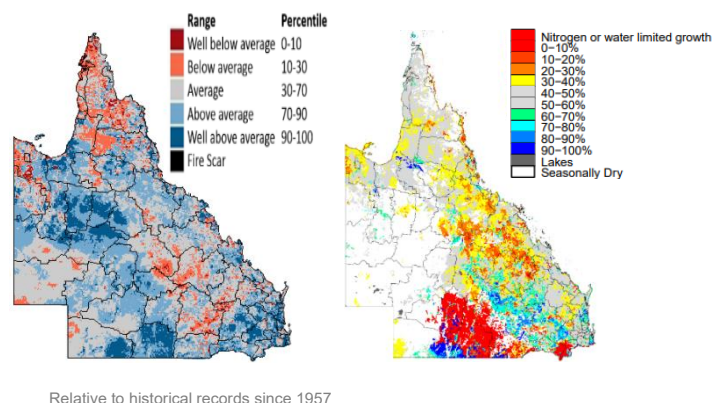 Range Percentile
Well below average 0-10
Below average 10-30
Average 30-70
Above average 70-90
Well above average 90-100
Fire Scar
Nitrogen or water limited growth
0−10%
10−20%
20−30%
30−40%
40−50%
50−60%
60−70%
70−80%
80−90%
90−100%
Lakes
Seasonally Dry
Relative to historical records since 1957